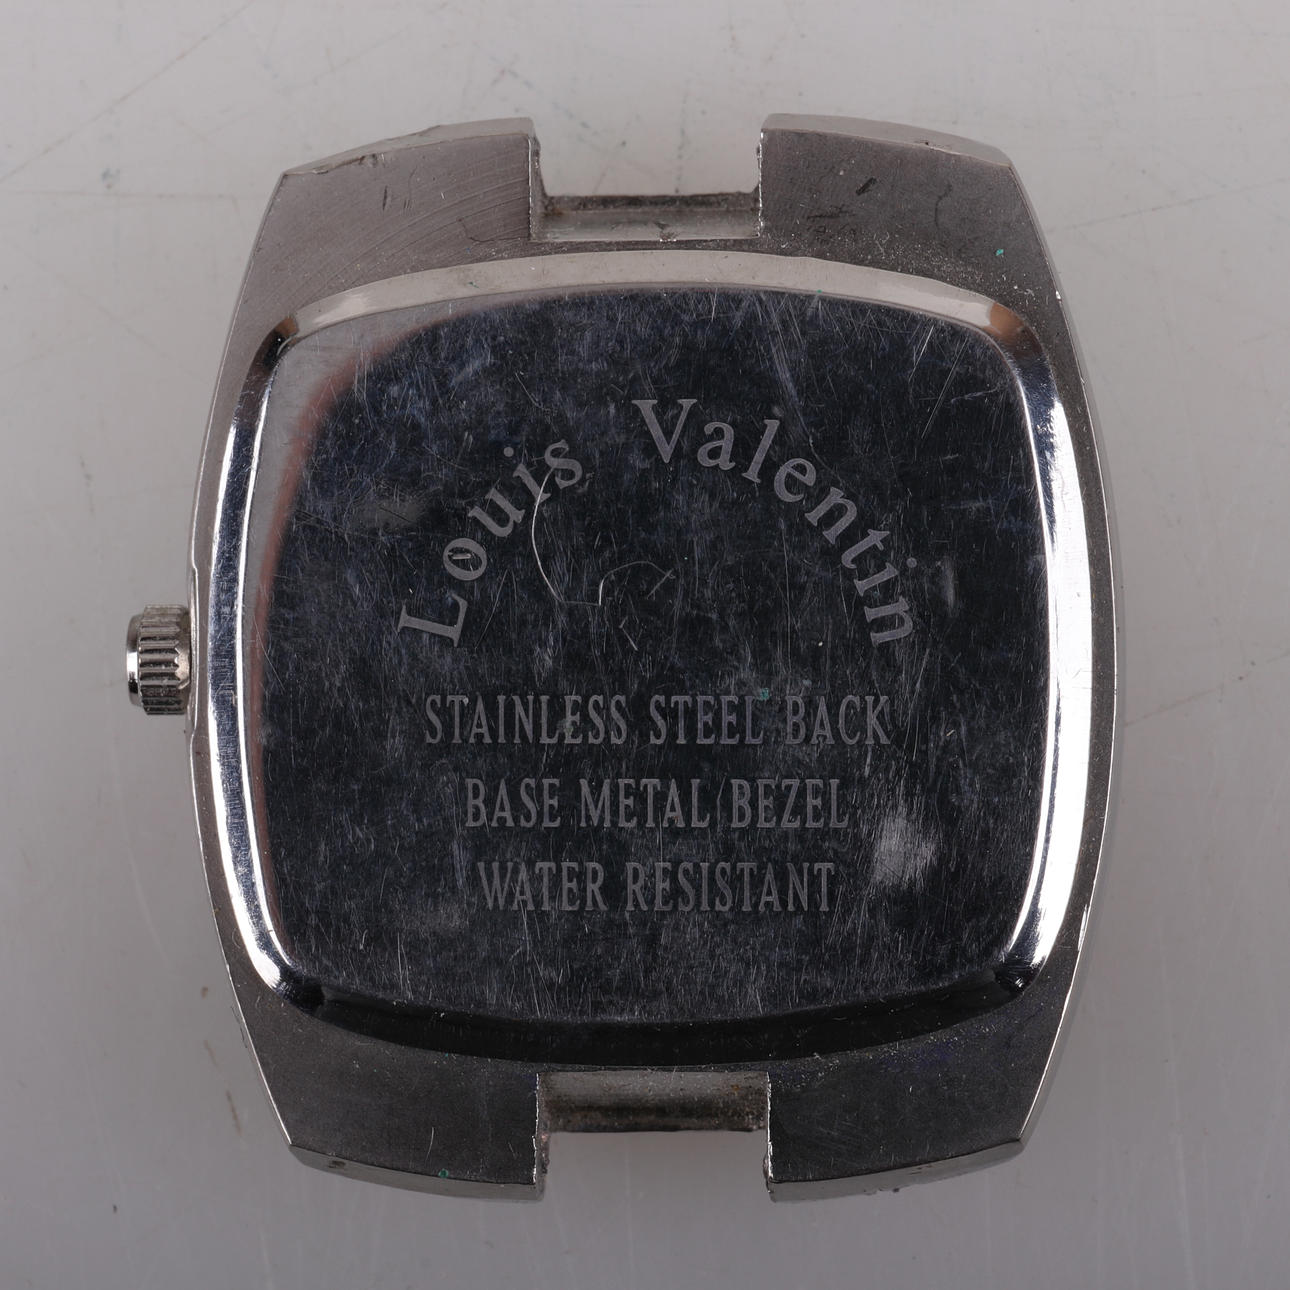 Louis Valentin
STAINLESS STEEL BACK
BASE METAL BEZEL
WATER RESISTANT